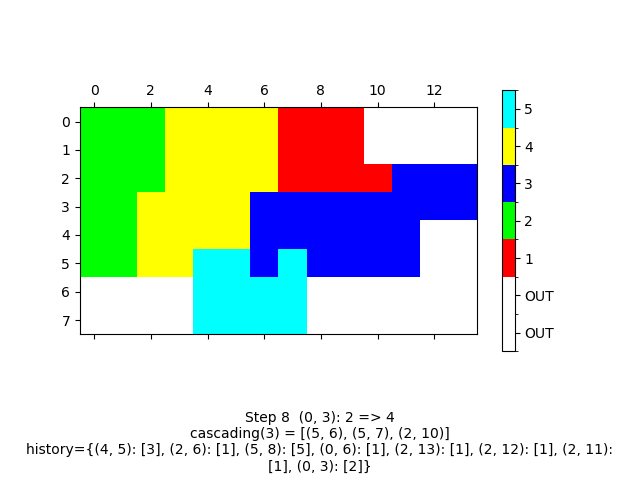 0 2 4 6 8 10 12
0
1
2
3
4
5
6
7
5
4
3
2
1
OUT
OUT
Step 8  (0, 3): 2 => 4
cascading(3) = [(5, 6), (5, 7), (2, 10)]
history={(4, 5): [3], (2, 6): [1], (5, 8): [5], (0, 6): [1], (2, 13): [1], (2, 12): [1], (2, 11):
[1], (0, 3): [2]}